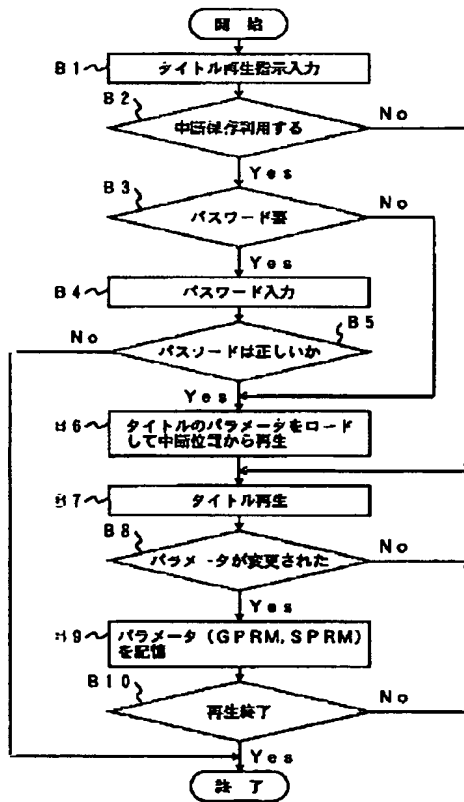 開 始
B1
タイトル再生指示入力
B2
中断保存利用する
No
Yes
B3
パスワード要
No
Yes
B4
パスワード入力
B5
No
パスワードは正しいか
Yes
B6
タイトルのパラメータをロード
して中断位置から再生
B7
タイトル再生
B8
パラメータが変更された
No
Yes
B9
パラメータ(GPRM,SPRM)
を記憶
B10
再生終了
No
Yes
終 了